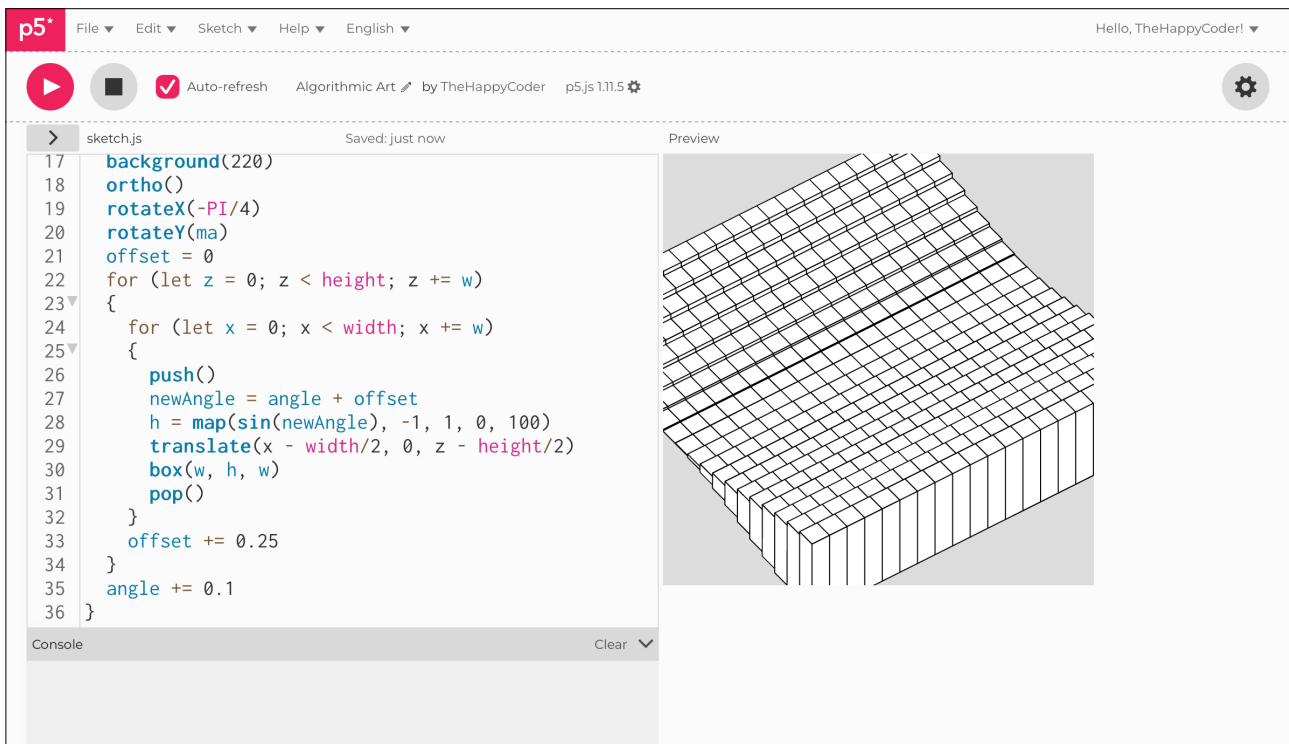 p5* File Edit Sketch Help English Hello, TheHappyCoder!
Auto-refresh Algorithmic Art by TheHappyCoder p5.js 1.11.5
sketch.js Saved: just now Preview
17 background(220)
18 ortho()
19 rotateX(-PI/4)
20 rotateY(ma)
21 offset = 0
22 for (let z = 0; z < height; z += w)
23 {
24 for (let x = 0; x < width; x += w)
25 {
26 push()
27 newAngle = angle + offset
28 h = map(sin(newAngle), -1, 1, 0, 100)
29 translate(x - width/2, 0, z - height/2)
30 box(w, h, w)
31 pop()
32 }
33 offset += 0.25
34 }
35 angle += 0.1
36 }
Console Clear